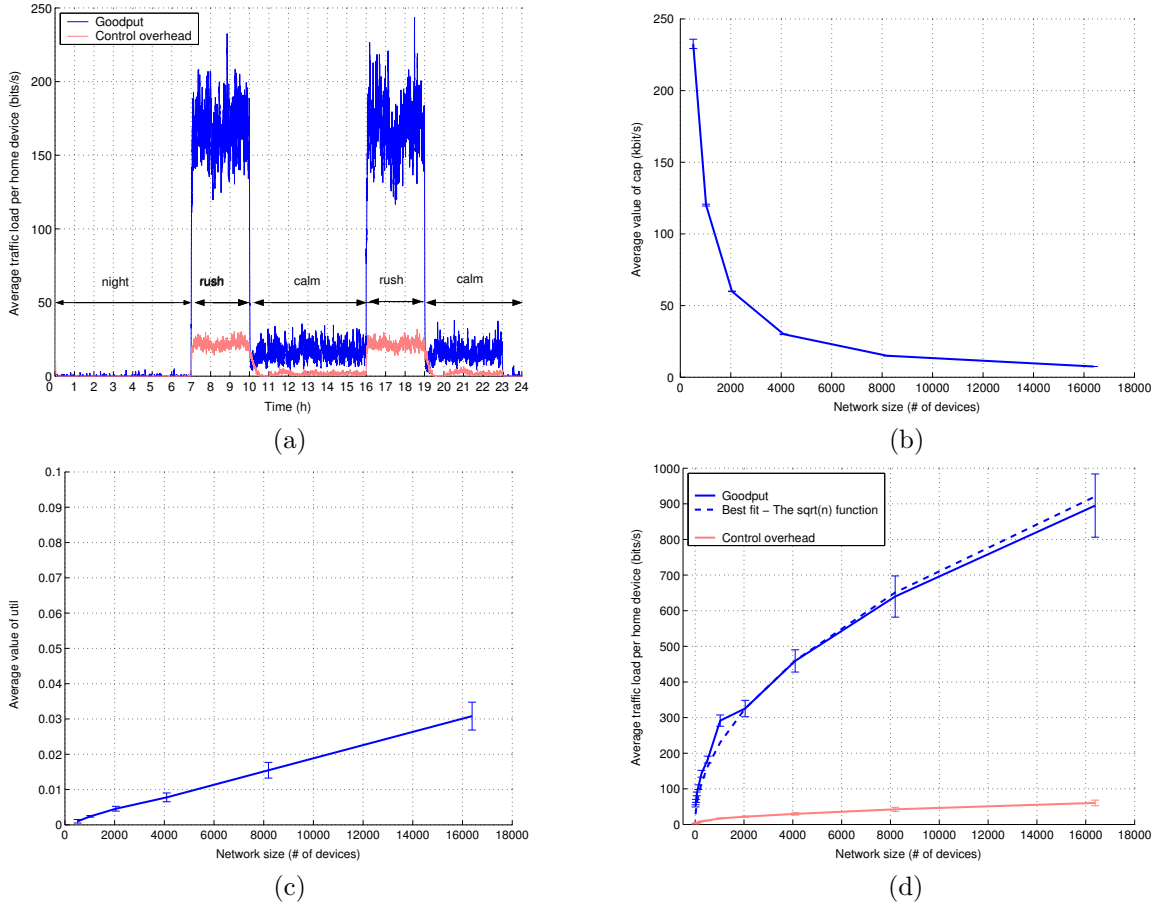 250
200
150
100
50
0
Average traffic load per home device (bits/s)
Goodput
Control overhead
night
rush
calm
rush
calm
0 1 2 3 4 5 6 7 8 9 10 11 12 13 14 15 16 17 18 19 20 21 22 23 24
Time (h)
(a)
250
200
150
100
50
0
Average value of cap (kbit/s)
0 2000 4000 6000 8000 10000 12000 14000 16000 18000
Network size (# of devices)
(b)
0.1
0.09
0.08
0.07
0.06
0.05
0.04
0.03
0.02
0.01
0
Average value of util
0 2000 4000 6000 8000 10000 12000 14000 16000 18000
Network size (# of devices)
(c)
1000
900
800
700
600
500
400
300
200
100
0
Average traffic load per home device (bits/s)
Goodput
Best fit − The sqrt(n) function
Control overhead
0 2000 4000 6000 8000 10000 12000 14000 16000 18000
Network size (# of devices)
(d)